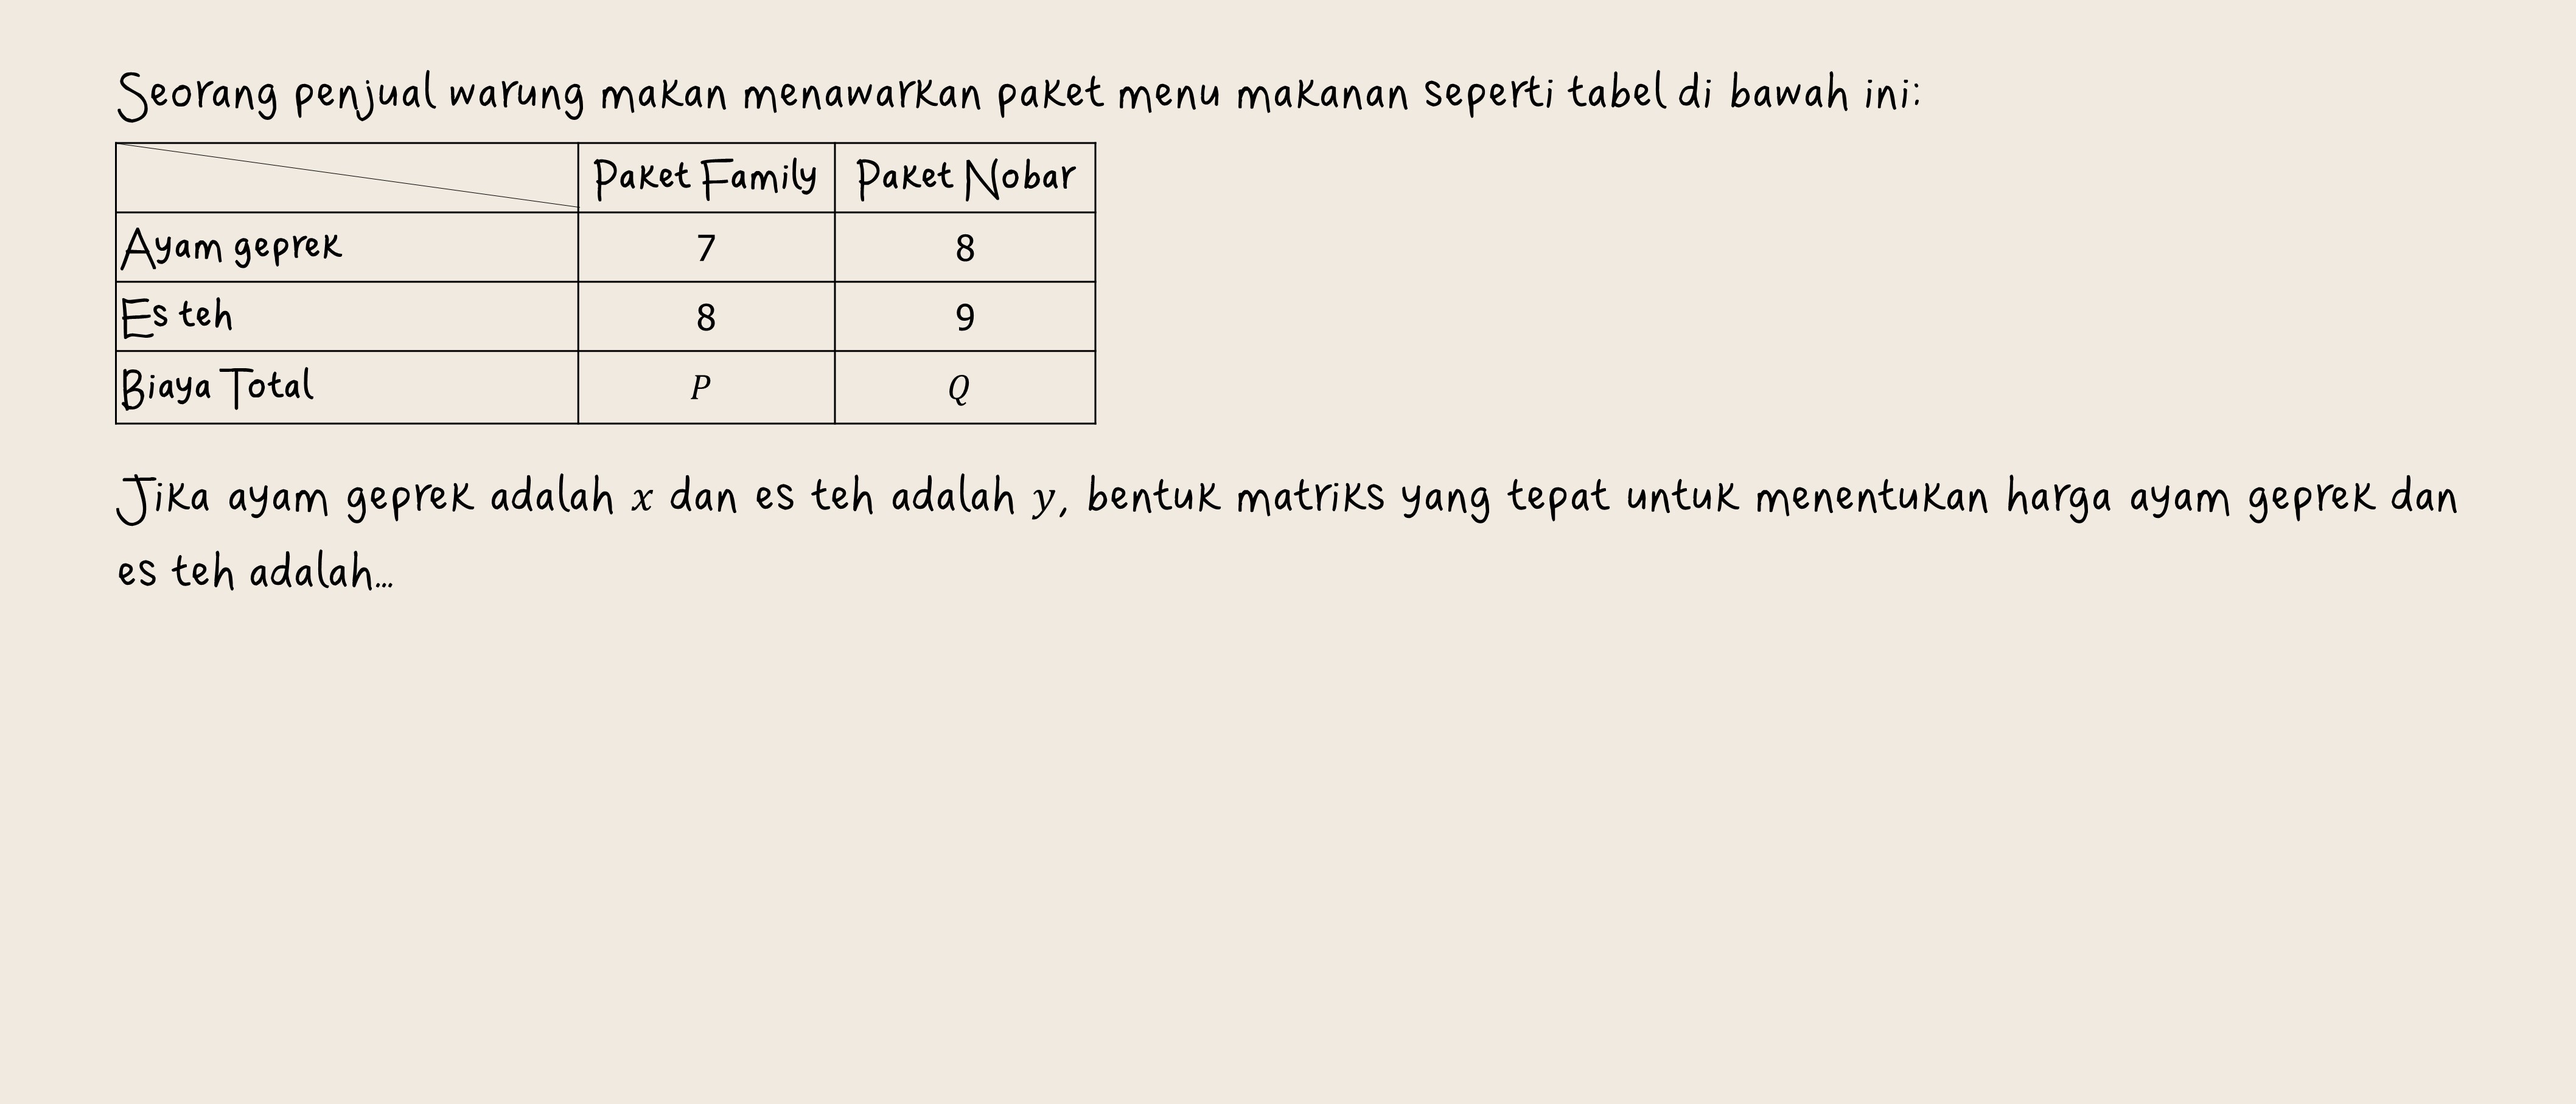 Seorang penjual warung makan menawarkan paket menu makanan seperti tabel di bawah ini:
Paket Family Paket Nobar
Ayam geprek 7 8
Es teh 8 9
Biaya Total P Q
Jika ayam geprek adalah x dan es teh adalah y, bentuk matriks yang tepat untuk menentukan harga ayam geprek dan
es teh adalah...